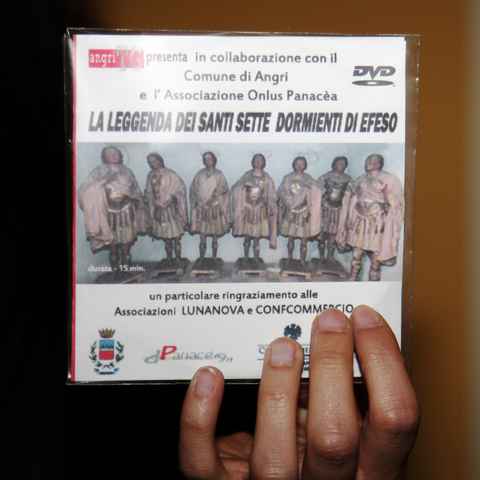 angri presenta in collaborazione con il
Comune di Angri
e l' Associazione Onlus Panacèa
DVD
LA LEGGENDA DEI SANTI SETTE DORMIENTI DI EFESO
durata - 15 min.
un particolare ringraziamento alle
Associazioni LUNANOVA e CONFCOMMERCIO
Panacèa